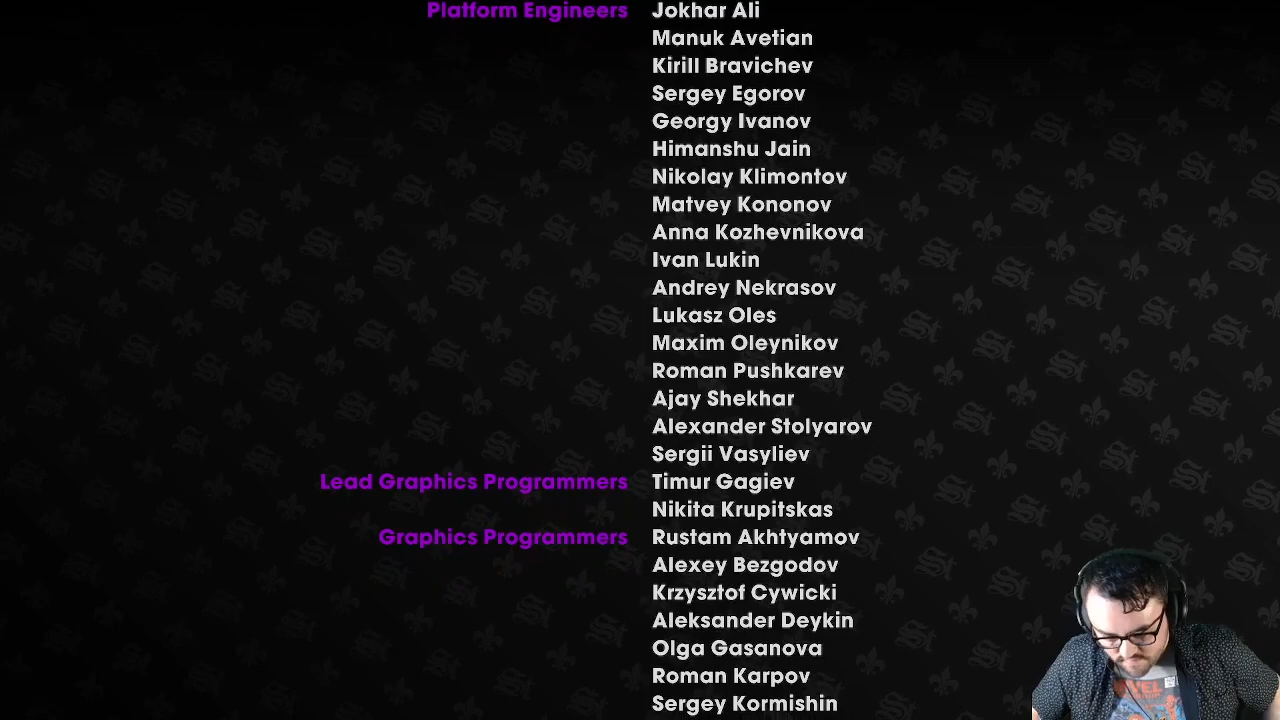 Platform Engineers Jokhar Ali
Manuk Avetian
Kirill Bravichev
Sergey Egorov
Georgy Ivanov
Himanshu Jain
Nikolay Klimontov
Matvey Kononov
Anna Kozhevnikova
Ivan Lukin
Andrey Nekrasov
Lukasz Oles
Maxim Oleynikov
Roman Pushkarev
Ajay Shekhar
Alexander Stolyarov
Sergii Vasyliev
Lead Graphics Programmers Timur Gagiev
Nikita Krupitskas
Graphics Programmers Rustam Akhtyamov
Alexey Bezgodov
Krzysztof Cywicki
Aleksander Deykin
Olga Gasanova
Roman Karpov
Sergey Kormishin